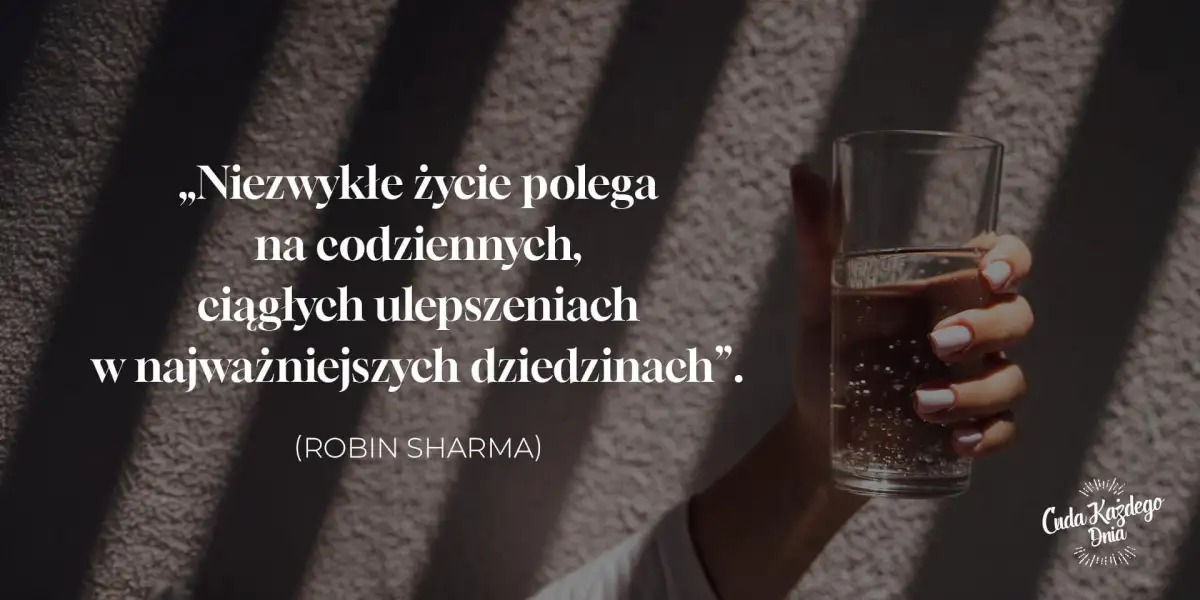 „Niezwykłe życie polega
na codziennych,
ciągłych ulepszeniach
w najważniejszych dziedzinach”.
(ROBIN SHARMA)
Cuda Każdego
Dnia